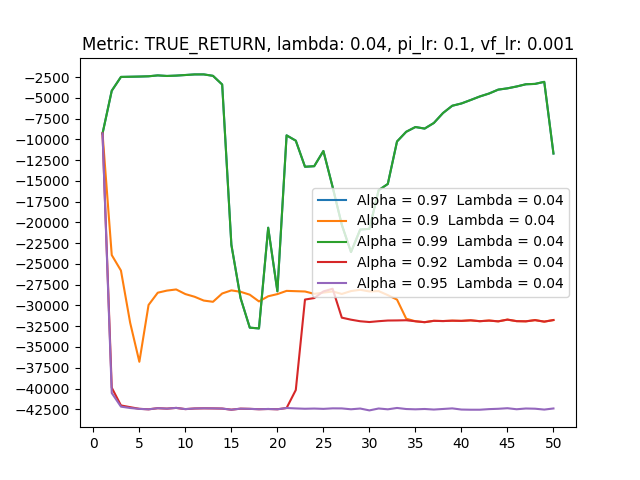 Metric: TRUE_RETURN, lambda: 0.04, pi_lr: 0.1, vf_lr: 0.001
−2500
−5000
−7500
−10000
−12500
−15000
−17500
−20000
−22500
−25000
−27500
−30000
−32500
−35000
−37500
−40000
−42500
Alpha = 0.97 Lambda = 0.04
Alpha = 0.9 Lambda = 0.04
Alpha = 0.99 Lambda = 0.04
Alpha = 0.92 Lambda = 0.04
Alpha = 0.95 Lambda = 0.04
0 5 10 15 20 25 30 35 40 45 50